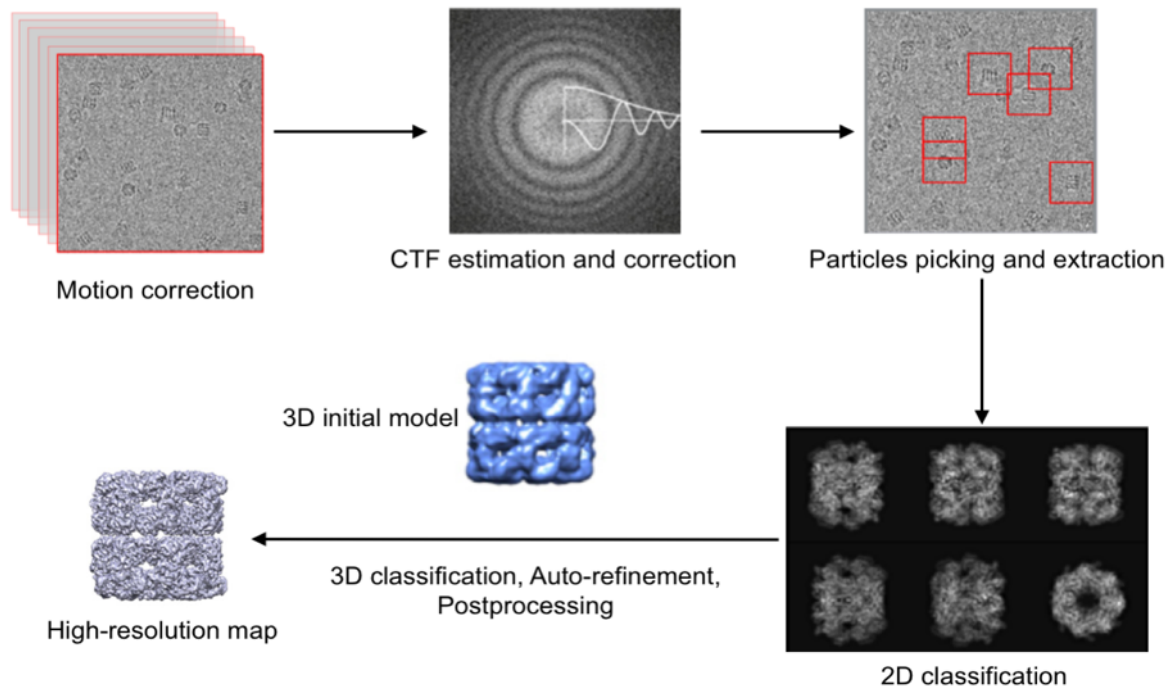 Motion correction
CTF estimation and correction
Particles picking and extraction
3D initial model
3D classification, Auto-refinement,
Postprocessing
High-resolution map
2D classification